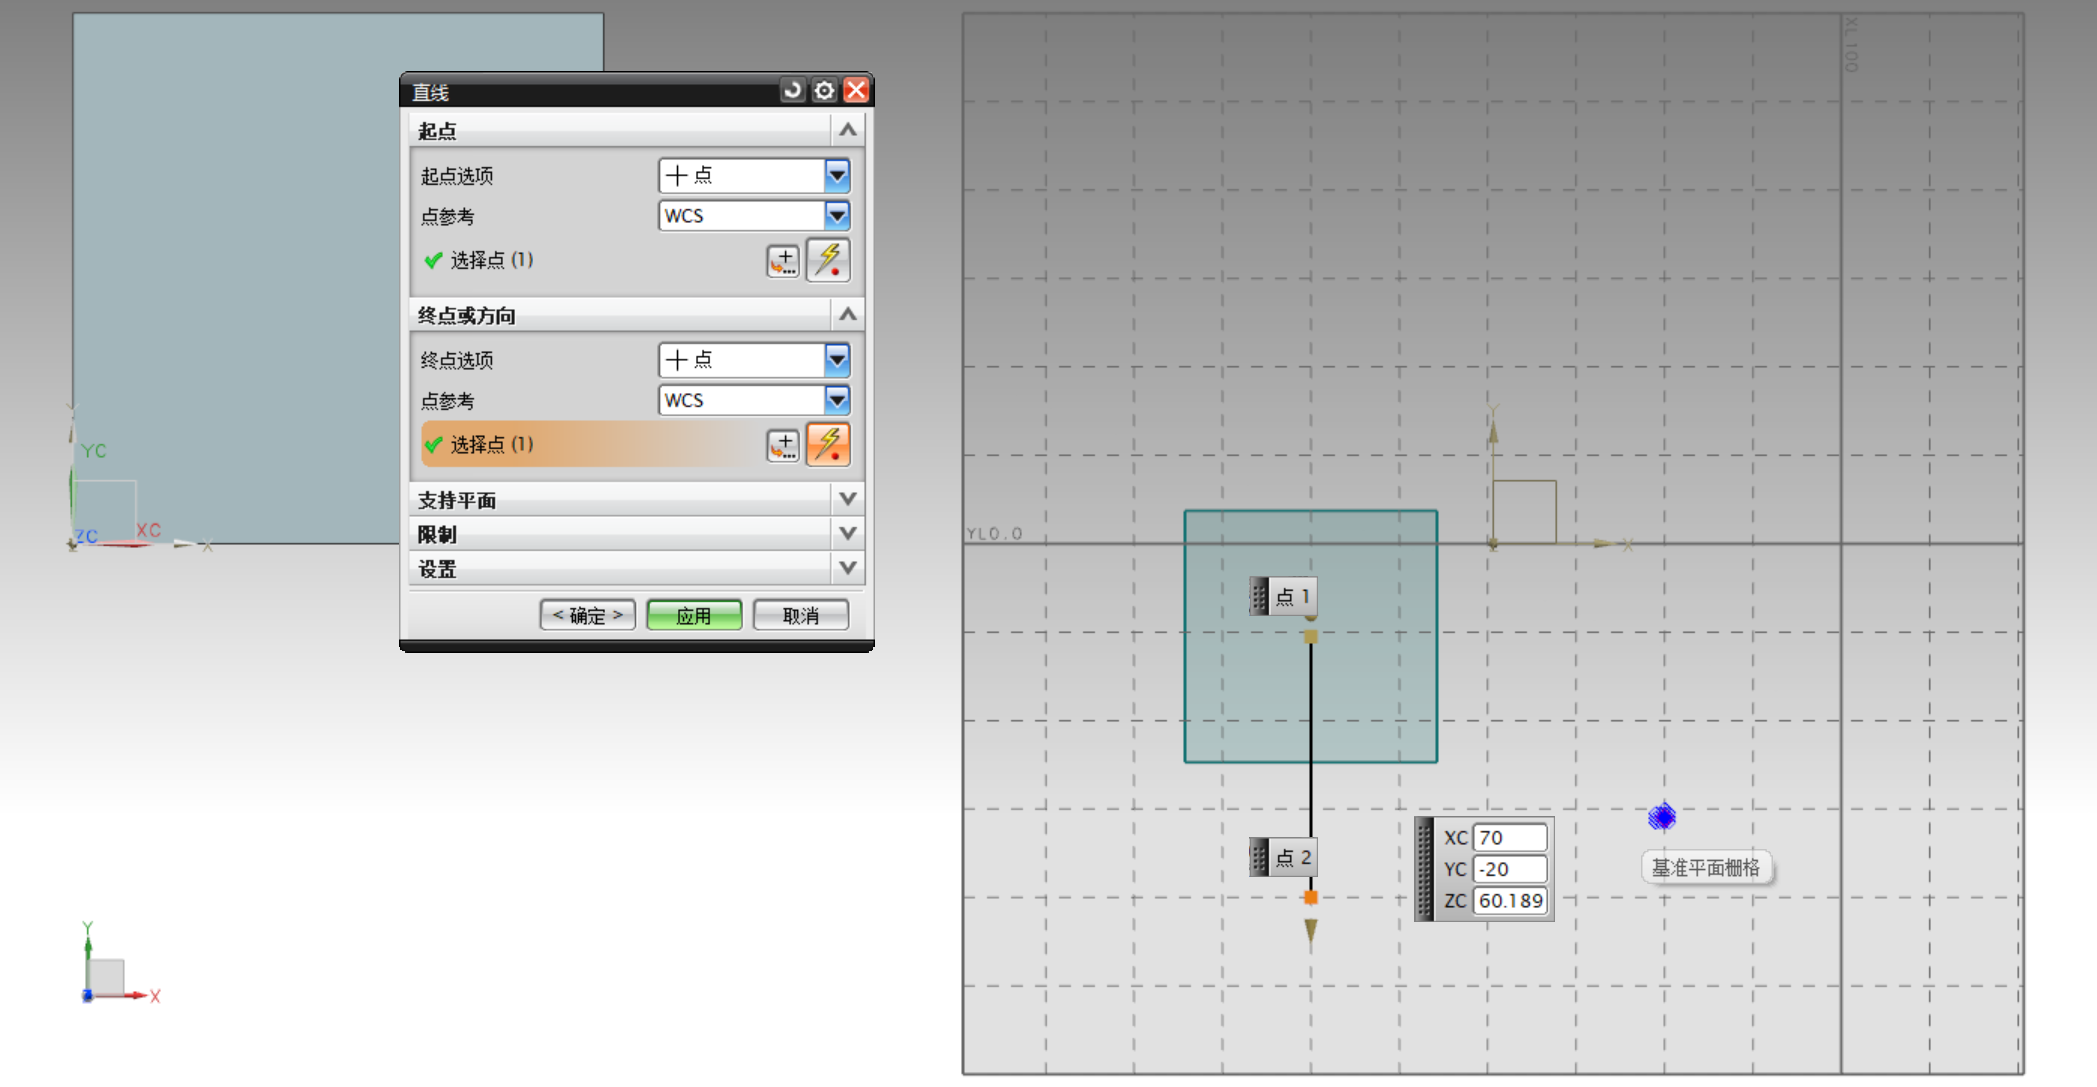 直线
起点
起点选项
十 点
点参考
WCS
选择点 (1)
终点或方向
终点选项
十 点
点参考
WCS
选择点 (1)
支持平面
限制
设置
< 确定 >
应用
取消
Y
YC
ZC
XC
X
Y
X
XL 100
YL0.0
Y
X
点 1
点 2
XC 70
YC -20
ZC 60.189
基准平面栅格